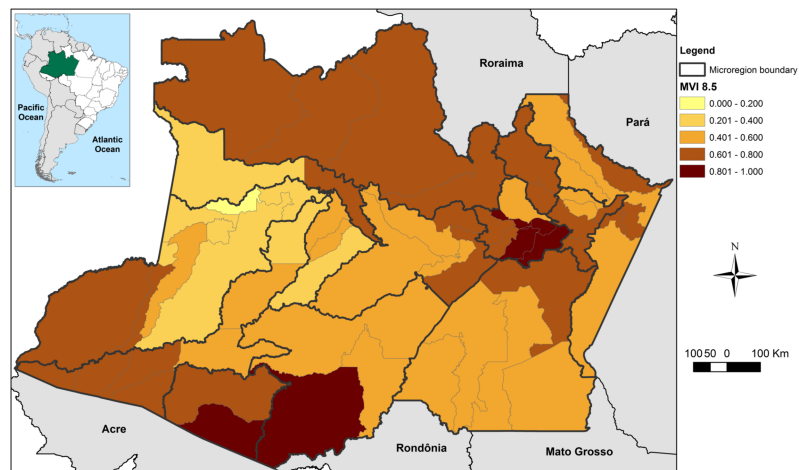 Pacific
Ocean
Atlantic
Ocean
Roraima
Pará
Acre
Rondônia
Mato Grosso
Legend
Microregion boundary
MVI 8.5
0.000 - 0.200
0.201 - 0.400
0.401 - 0.600
0.601 - 0.800
0.801 - 1.000
N
100 50 0 100 Km